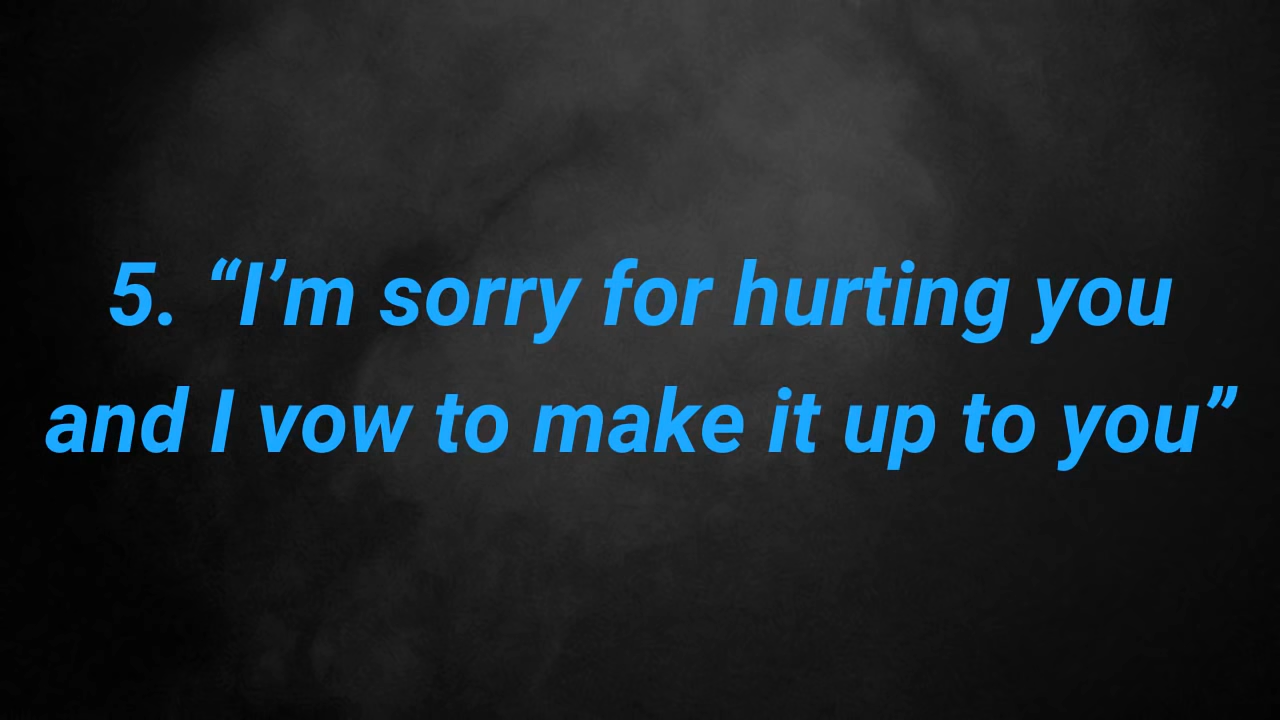 5. “I’m sorry for hurting you
and I vow to make it up to you”